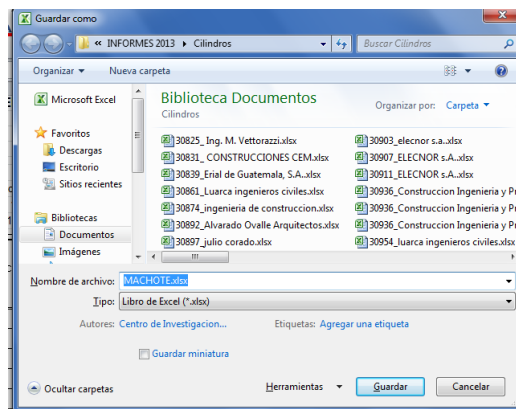 Guardar como
« INFORMES 2013 ▸ Cilindros
Buscar Cilindros
Organizar
Nueva carpeta
Microsoft Excel
Favoritos
Descargas
Escritorio
Sitios recientes
Bibliotecas
Documentos
Imágenes
Biblioteca Documentos
Cilindros
Organizar por: Carpeta
30825_ Ing. M. Vettorazzi.xlsx
30831_ CONSTRUCCIONES CEM.xlsx
30839_Erial de Guatemala, S.A..xlsx
30861_Luarca ingenieros civiles.xlsx
30874_ingenieria de construccion.xlsx
30892_Alvarado Ovalle Arquitectos.xlsx
30897_julio corado.xlsx
30903_elecnor s.a..xlsx
30907_ELECNOR s.A..xlsx
30911_ELECNOR s.A..xlsx
30936_Construccion Ingenieria y Pr
30936_Construccion Ingenieria y Pr
30936_Construccion Ingenieria y Pr
30954_luarca ingenieros civiles.xlsx
Nombre de archivo: MACHOTE.xlsx
Tipo: Libro de Excel (*.xlsx)
Autores: Centro de Investigacion...
Etiquetas: Agregar una etiqueta
Guardar miniatura
Ocultar carpetas
Herramientas
Guardar
Cancelar